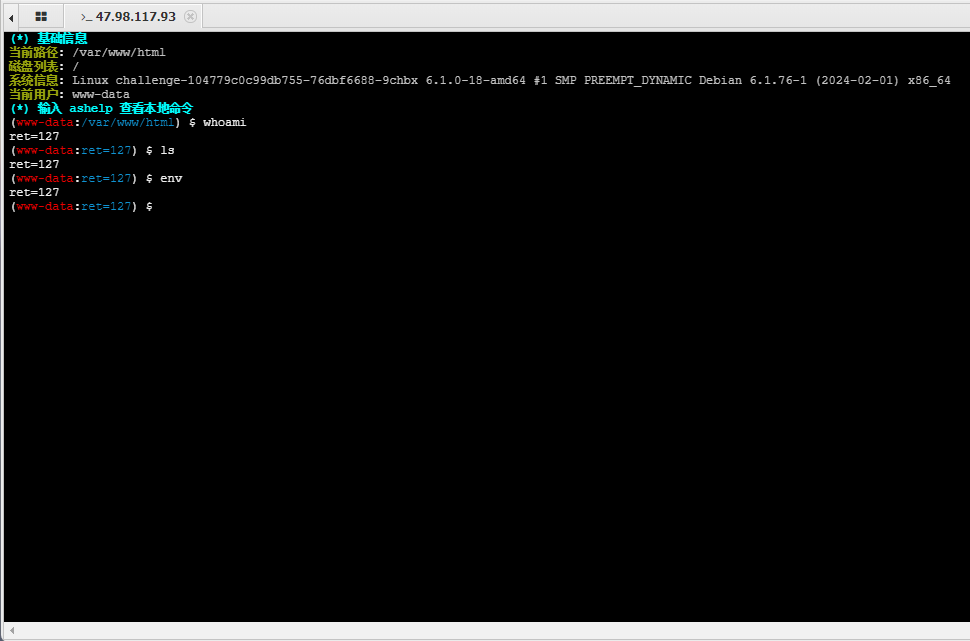 >_ 47.98.117.93
(*) 基础信息
当前路径: /var/www/html
磁盘列表: /
系统信息: Linux challenge-104779c0c99db755-76dbf6688-9chbx 6.1.0-18-amd64 #1 SMP PREEMPT_DYNAMIC Debian 6.1.76-1 (2024-02-01) x86_64
当前用户: www-data
(*) 输入 ashelp 查看本地命令
(www-data:/var/www/html) $ whoami
ret=127
(www-data:ret=127) $ ls
ret=127
(www-data:ret=127) $ env
ret=127
(www-data:ret=127) $